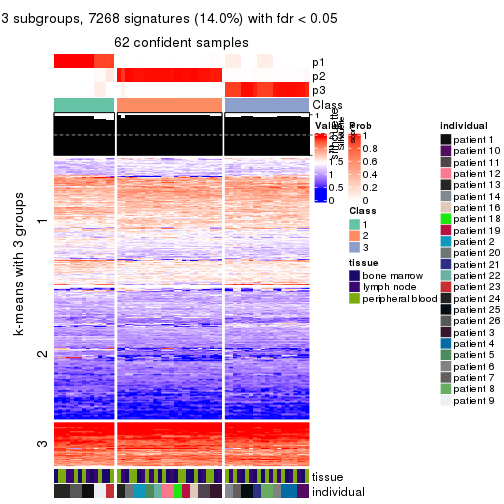 3 subgroups, 7268 signatures (14.0%) with fdr < 0.05
62 confident samples
p1
p2
p3
Class
1
Value
Prob
2
1.5
1
0.5
0
1
0.8
0.6
0.4
0.2
0
Class
1
2
3
tissue
bone marrow
lymph node
peripheral blood
individual
patient 1
patient 10
patient 11
patient 12
patient 13
patient 14
patient 16
patient 18
patient 19
patient 2
patient 20
patient 21
patient 22
patient 23
patient 24
patient 25
patient 26
patient 3
patient 4
patient 5
patient 6
patient 7
patient 8
patient 9
k-means with 3 groups
1
2
3
tissue
individual